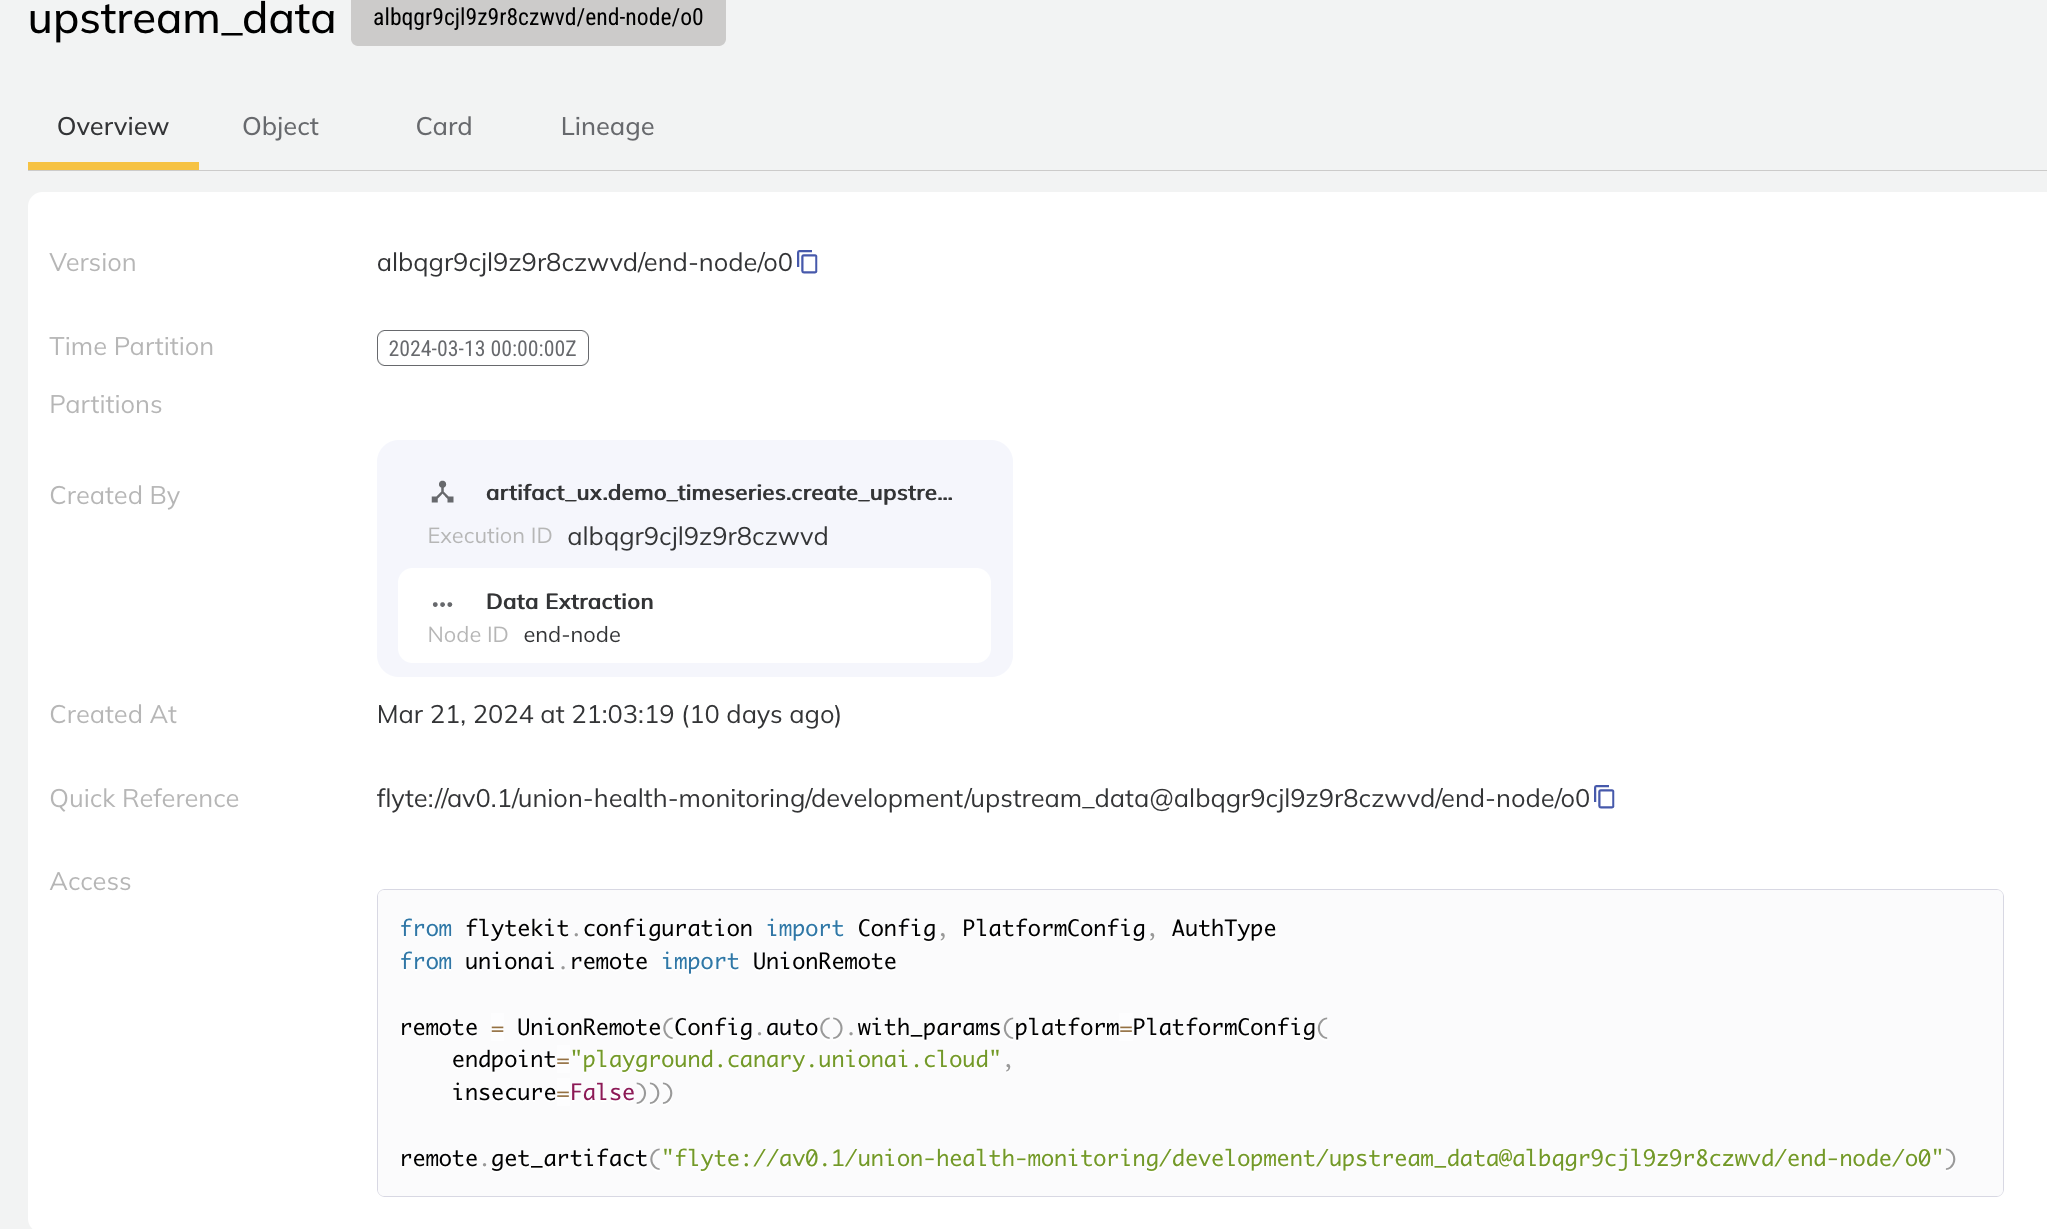 upstream_data albqgr9cjl9z9r8czwvd/end-node/o0
Overview Object Card Lineage
Version albqgr9cjl9z9r8czwvd/end-node/o0
Time Partition 2024-03-13 00:00:00Z
Partitions
Created By
artifact_ux.demo_timeseries.create_upstre...
Execution ID albqgr9cjl9z9r8czwvd
Data Extraction
Node ID end-node
Created At Mar 21, 2024 at 21:03:19 (10 days ago)
Quick Reference flyte://av0.1/union-health-monitoring/development/upstream_data@albqgr9cjl9z9r8czwvd/end-node/o0
Access
from flytekit.configuration import Config, PlatformConfig, AuthType
from unionai.remote import UnionRemote
remote = UnionRemote(Config.auto().with_params(platform=PlatformConfig(
    endpoint="playground.canary.unionai.cloud",
    insecure=False)))
remote.get_artifact("flyte://av0.1/union-health-monitoring/development/upstream_data@albqgr9cjl9z9r8czwvd/end-node/o0")